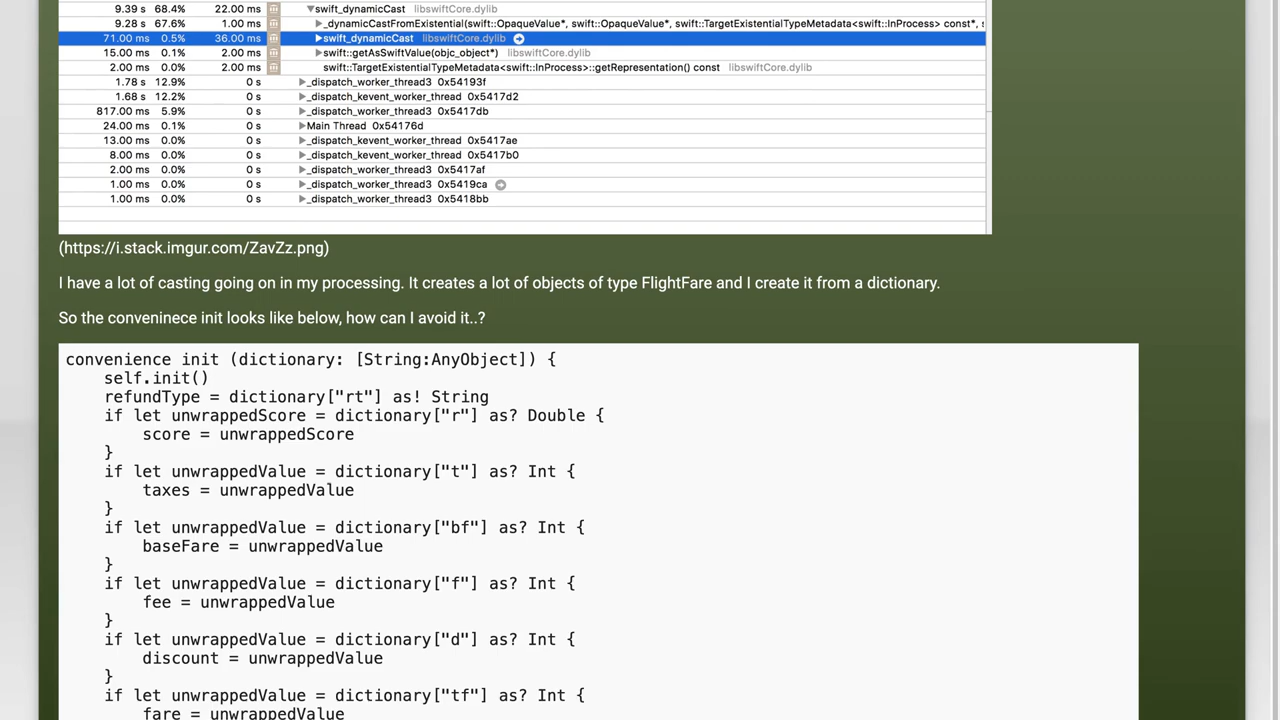 9.39 s 68.4% 22.00 ms swift_dynamicCast libswiftCore.dylib
9.28 s 67.6% 1.00 ms _dynamicCastFromExistential(swift::OpaqueValue*, swift::OpaqueValue*, swift::TargetExistentialTypeMetadata<swift::InProcess> const*, s
71.00 ms 0.5% 36.00 ms swift_dynamicCast libswiftCore.dylib
15.00 ms 0.1% 2.00 ms swift::getAsSwiftValue(objc_object*) libswiftCore.dylib
2.00 ms 0.0% 2.00 ms swift::TargetExistentialTypeMetadata<swift::InProcess>::getRepresentation() const libswiftCore.dylib
1.78 s 12.9% 0 s _dispatch_worker_thread3 0x54193f
1.68 s 12.2% 0 s _dispatch_kevent_worker_thread 0x5417d2
817.00 ms 5.9% 0 s _dispatch_worker_thread3 0x5417db
24.00 ms 0.1% 0 s Main Thread 0x54176d
13.00 ms 0.0% 0 s _dispatch_kevent_worker_thread 0x5417ae
8.00 ms 0.0% 0 s _dispatch_kevent_worker_thread 0x5417b0
2.00 ms 0.0% 0 s _dispatch_worker_thread3 0x5417af
1.00 ms 0.0% 0 s _dispatch_worker_thread3 0x5419ca
1.00 ms 0.0% 0 s _dispatch_worker_thread3 0x5418bb
(https://i.stack.imgur.com/ZavZz.png)
I have a lot of casting going on in my processing. It creates a lot of objects of type FlightFare and I create it from a dictionary.
So the conveninece init looks like below, how can I avoid it..?
convenience init (dictionary: [String:AnyObject]) {
self.init()
refundType = dictionary["rt"] as! String
if let unwrappedScore = dictionary["r"] as? Double {
score = unwrappedScore
}
if let unwrappedValue = dictionary["t"] as? Int {
taxes = unwrappedValue
}
if let unwrappedValue = dictionary["bf"] as? Int {
baseFare = unwrappedValue
}
if let unwrappedValue = dictionary["f"] as? Int {
fee = unwrappedValue
}
if let unwrappedValue = dictionary["d"] as? Int {
discount = unwrappedValue
}
if let unwrappedValue = dictionary["tf"] as? Int {
fare = unwrappedValue